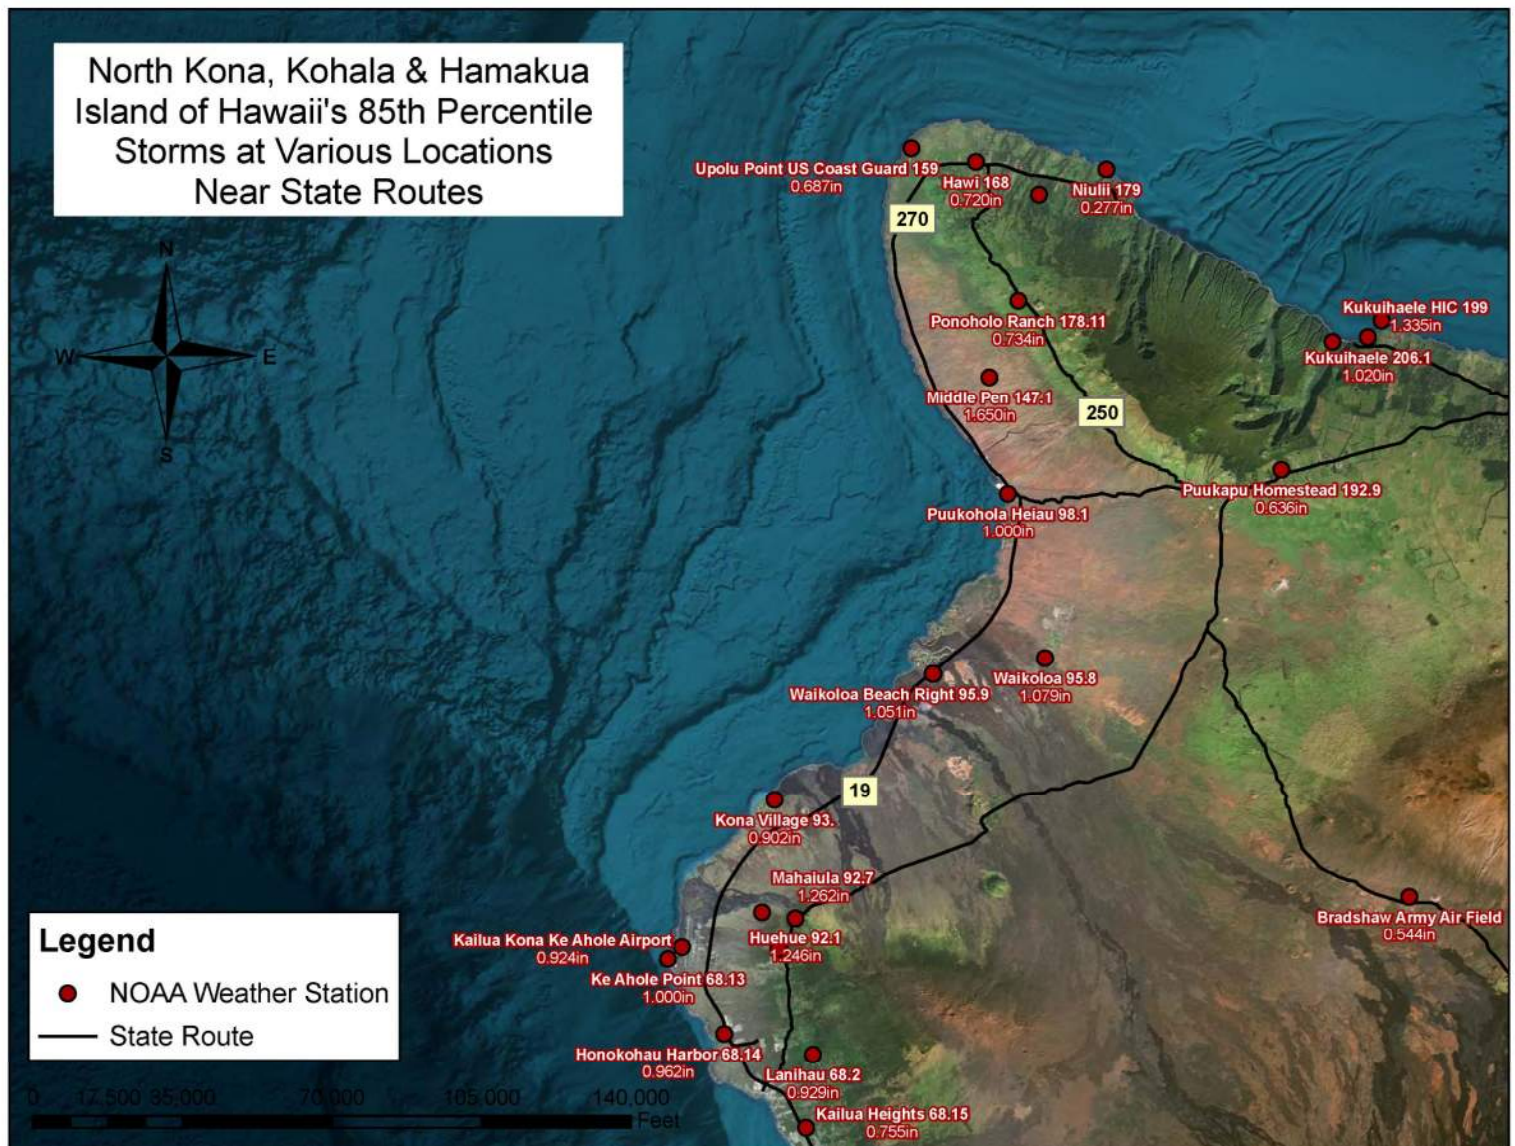 North Kona, Kohala & Hamakua
Island of Hawaii's 85th Percentile
Storms at Various Locations
Near State Routes
N
W
E
S
Upolu Point US Coast Guard 159
0.687in
Hawi 168
0.720in
Niulii 179
0.277in
270
Ponoholo Ranch 178.11
0.734in
Kukuihaele HIC 199
1.335in
Kukuihaele 206.1
1.020in
Middle Pen 147.1
1.650in
250
Puukapu Homestead 192.9
0.636in
Puukohola Heiau 98.1
1.000in
Waikoloa 95.8
1.079in
Waikoloa Beach Right 95.9
1.051in
19
Kona Village 93.
0.902in
Mahaiula 92.7
1.262in
Huehue 92.1
1.246in
Bradshaw Army Air Field
0.544in
Kailua Kona Ke Ahole Airport
0.924in
Ke Ahole Point 68.13
1.000in
Honokohau Harbor 68.14
0.962in
Lanihau 68.2
0.929in
Kailua Heights 68.15
0.755in
Legend
NOAA Weather Station
State Route
0 17,500 35,000 70,000 105,000 140,000
Feet